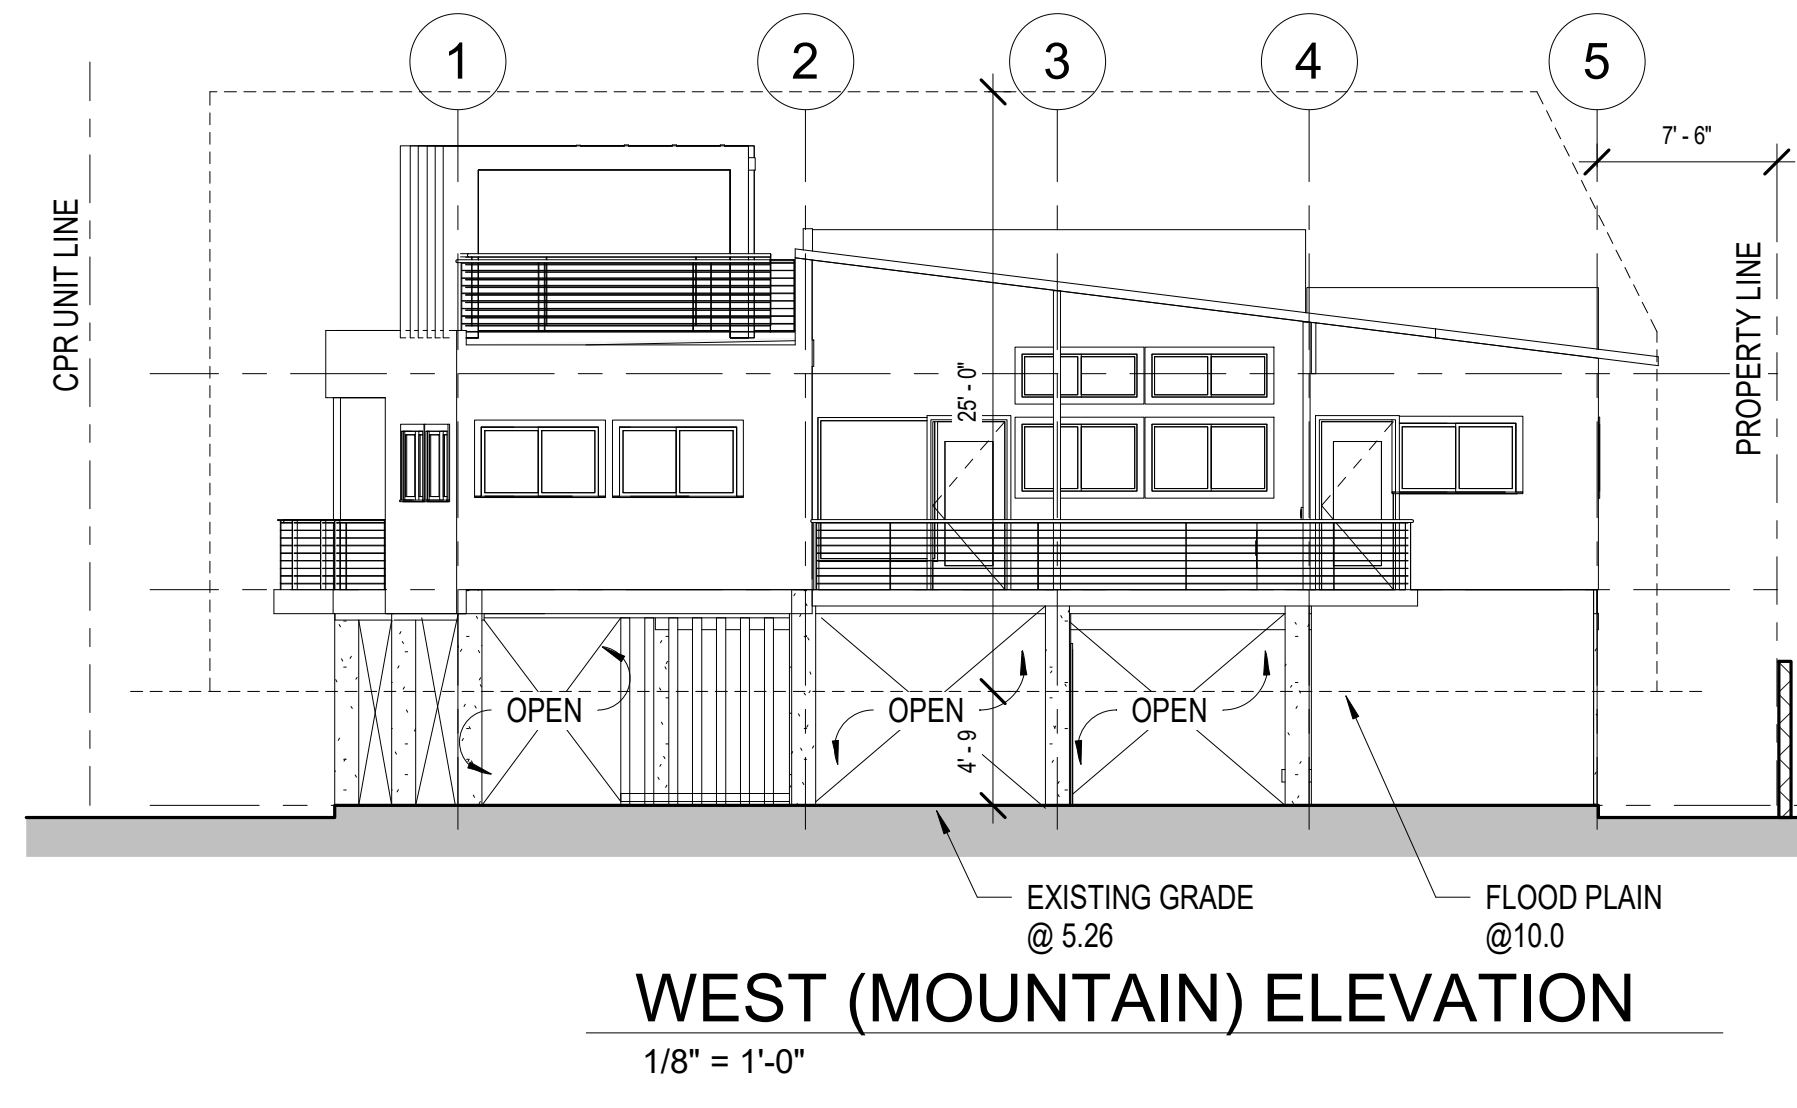 1
2
3
4
5
7' - 6"
CPR UNIT LINE
PROPERTY LINE
25' - 0"
OPEN
OPEN
OPEN
4' - 9
EXISTING GRADE
@ 5.26
FLOOD PLAIN
@10.0
WEST (MOUNTAIN) ELEVATION
1/8" = 1'-0"